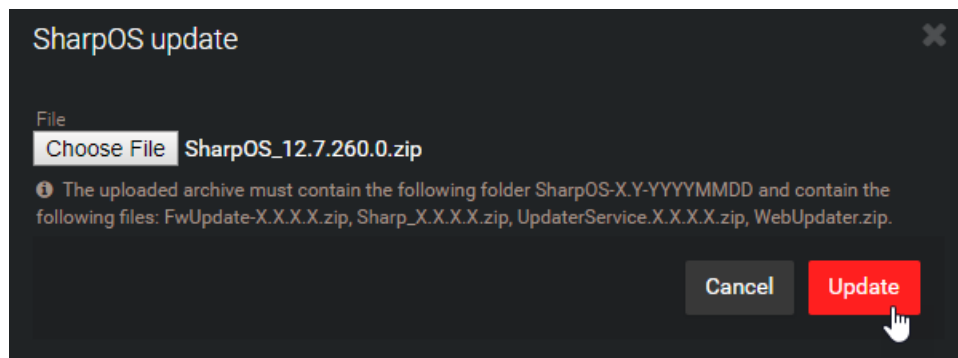 SharpOS update
File
Choose File SharpOS_12.7.260.0.zip
The uploaded archive must contain the following folder SharpOS-X.Y-YYYYMMDD and contain the
following files: FwUpdate-X.X.X.X.zip, Sharp_X.X.X.X.zip, UpdaterService.X.X.X.X.zip, WebUpdater.zip.
Cancel Update